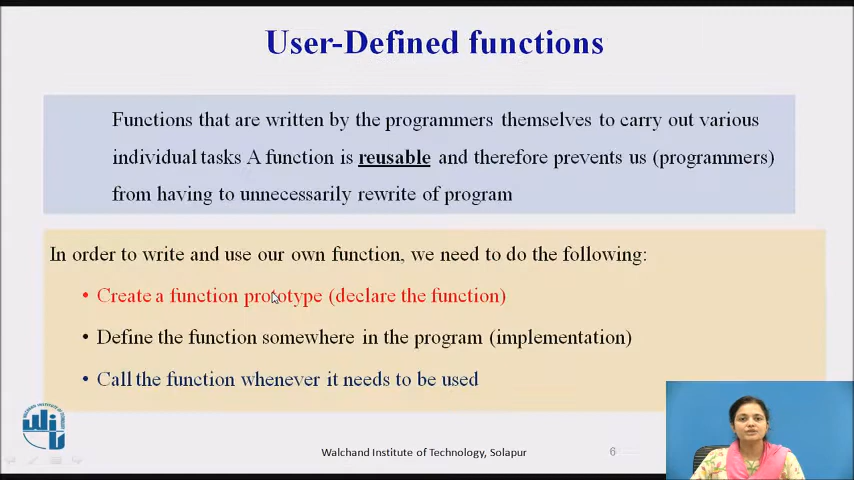 User-Defined functions
Functions that are written by the programmers themselves to carry out various
individual tasks A function is reusable and therefore prevents us (programmers)
from having to unnecessarily rewrite of program
In order to write and use our own function, we need to do the following:
• Create a function prototype (declare the function)
• Define the function somewhere in the program (implementation)
• Call the function whenever it needs to be used
Walchand Institute of Technology, Solapur
6